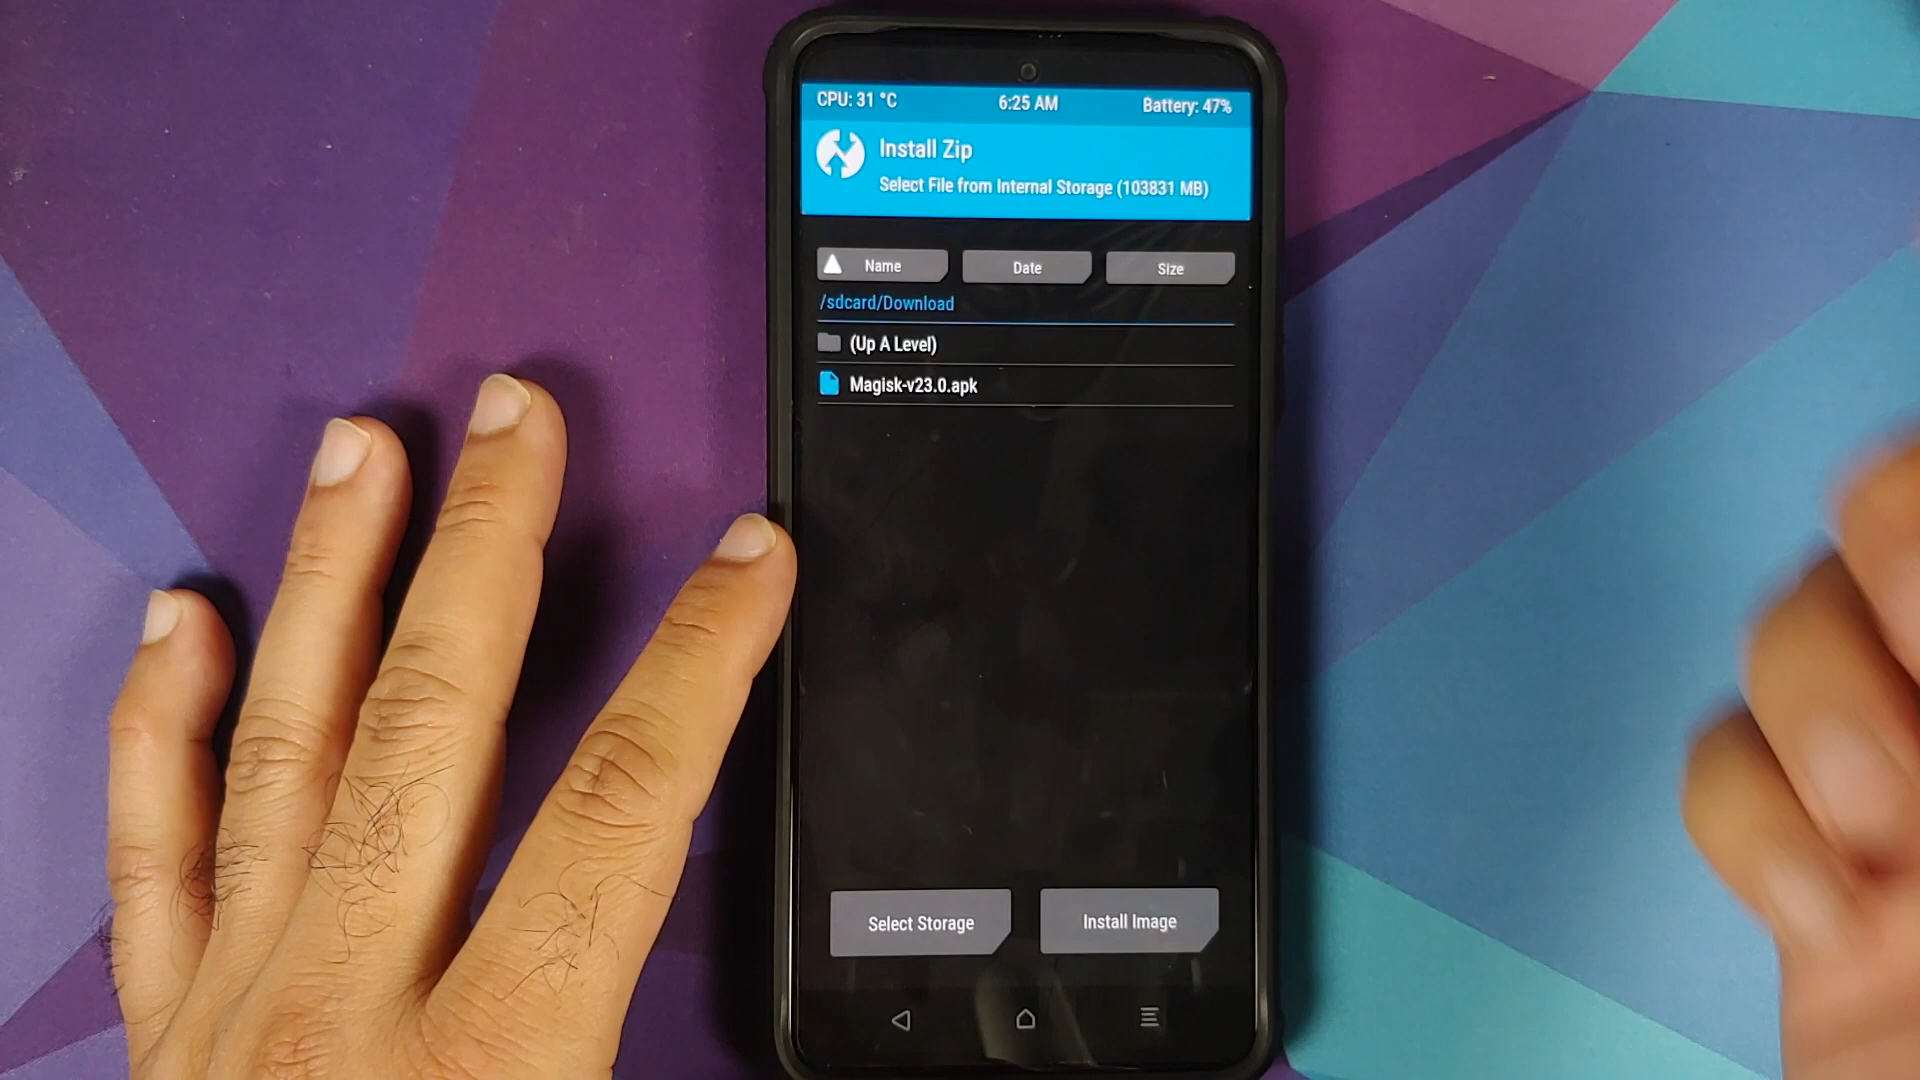 CPU: 31 °C 6:25 AM Battery: 47%
Install Zip
Select File from Internal Storage (103831 MB)
Name Date Size
/sdcard/Download
(Up A Level)
Magisk-v23.0.apk
Select Storage Install Image